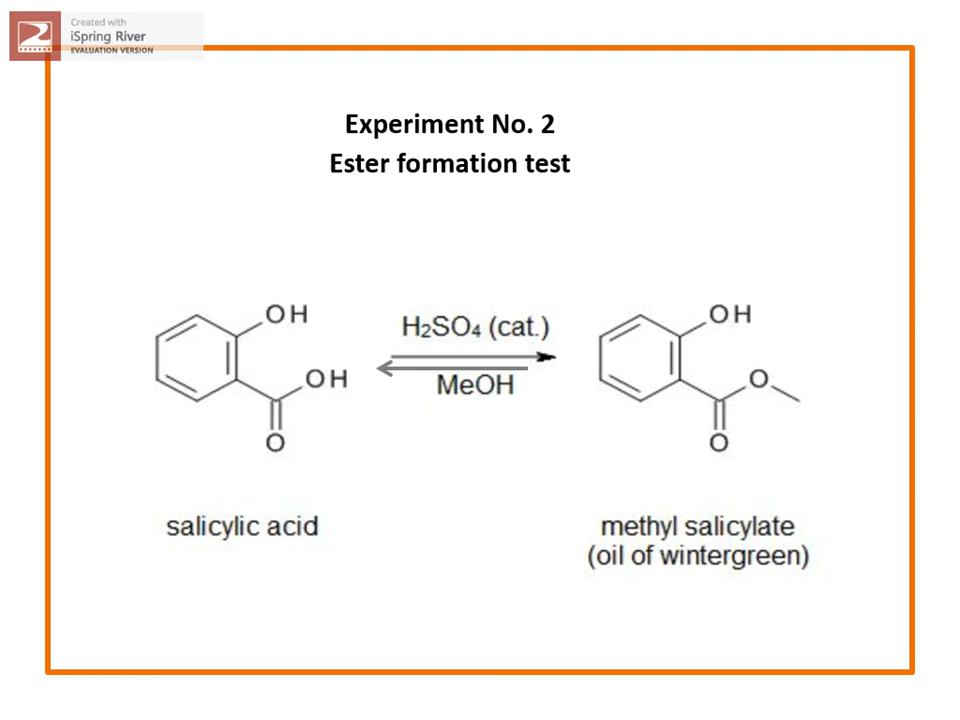 Created with
iSpring River
EVALUATION VERSION
Experiment No. 2
Ester formation test
OH
OH
O
H₂SO₄ (cat.)
MeOH
OH
O
O
salicylic acid
methyl salicylate
(oil of wintergreen)